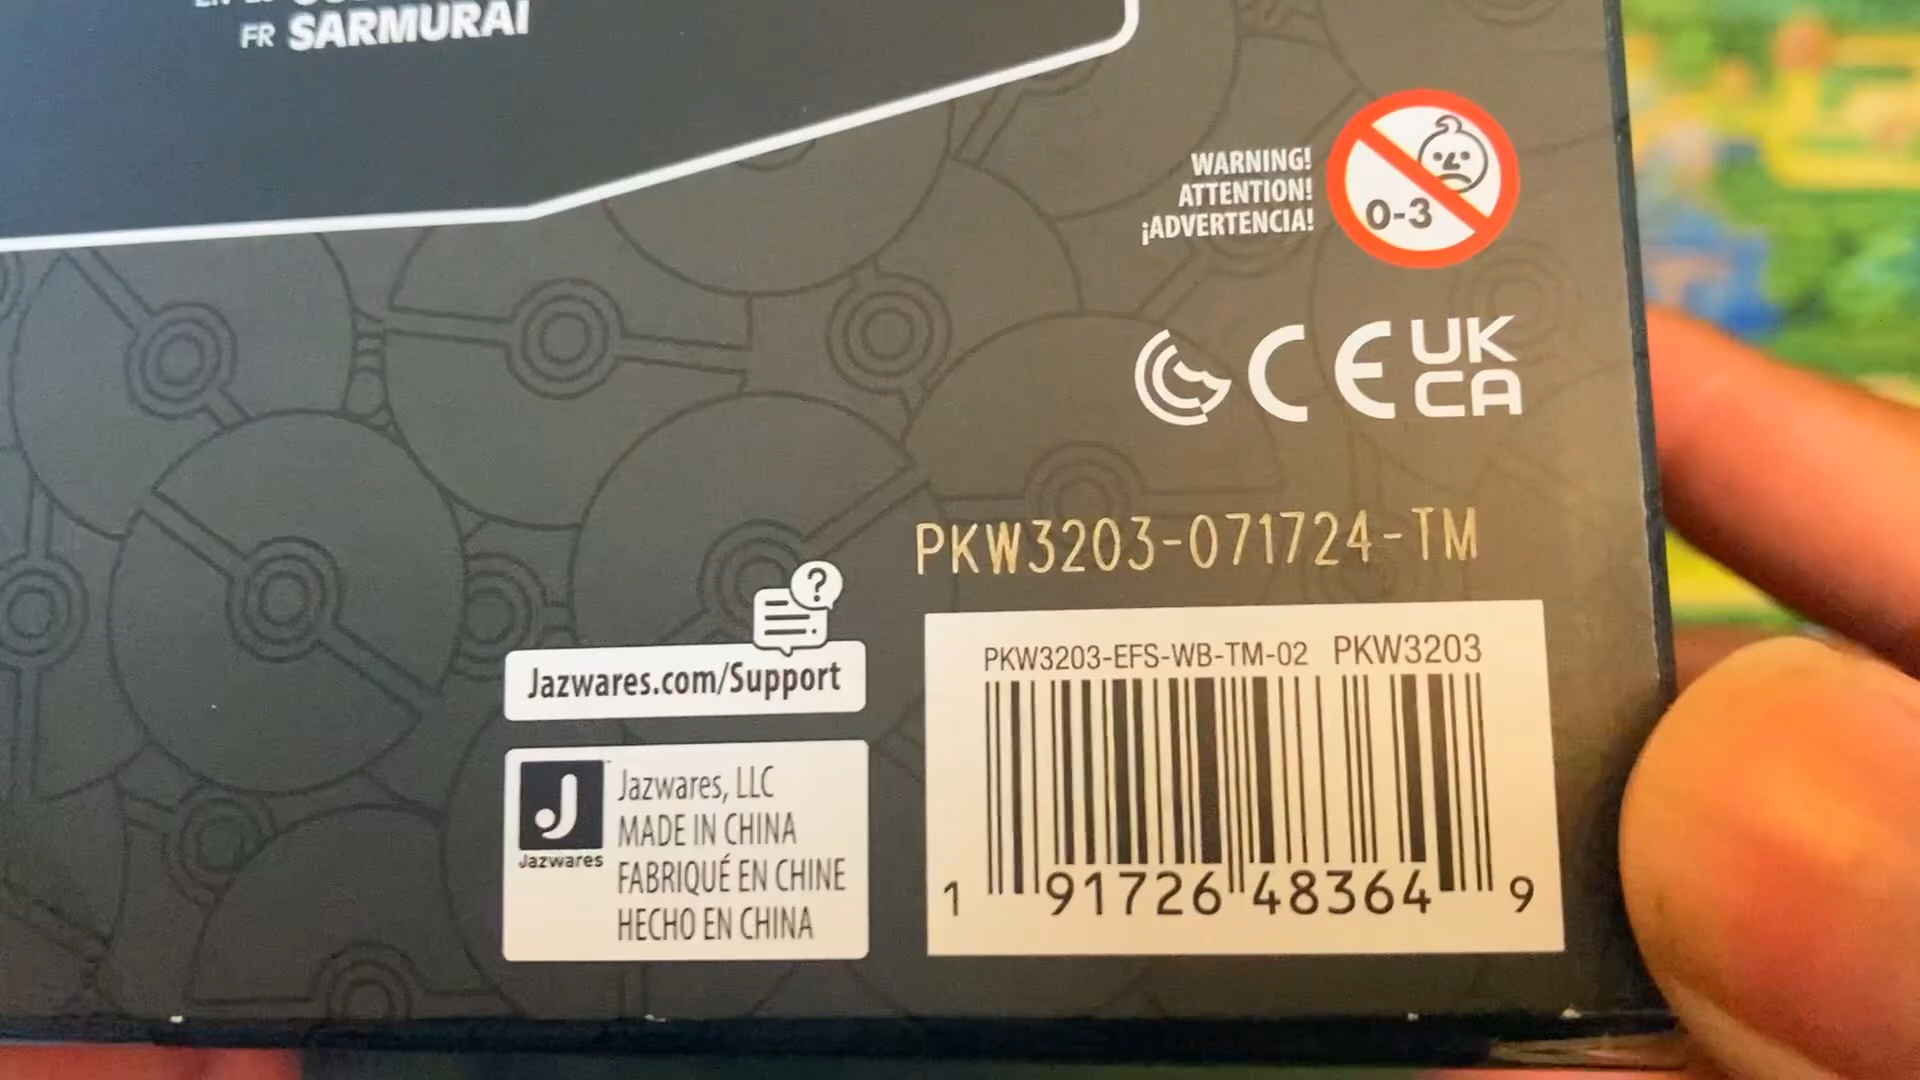 FR SARMURAI
WARNING!
ATTENTION!
¡ADVERTENCIA!
0-3
CE UK CA
PKW3203-071724-TM
?
Jazwares.com/Support
PKW3203-EFS-WB-TM-02 PKW3203
1 91726 48364 9
J
Jazwares
Jazwares, LLC
MADE IN CHINA
FABRIQUÉ EN CHINE
HECHO EN CHINA